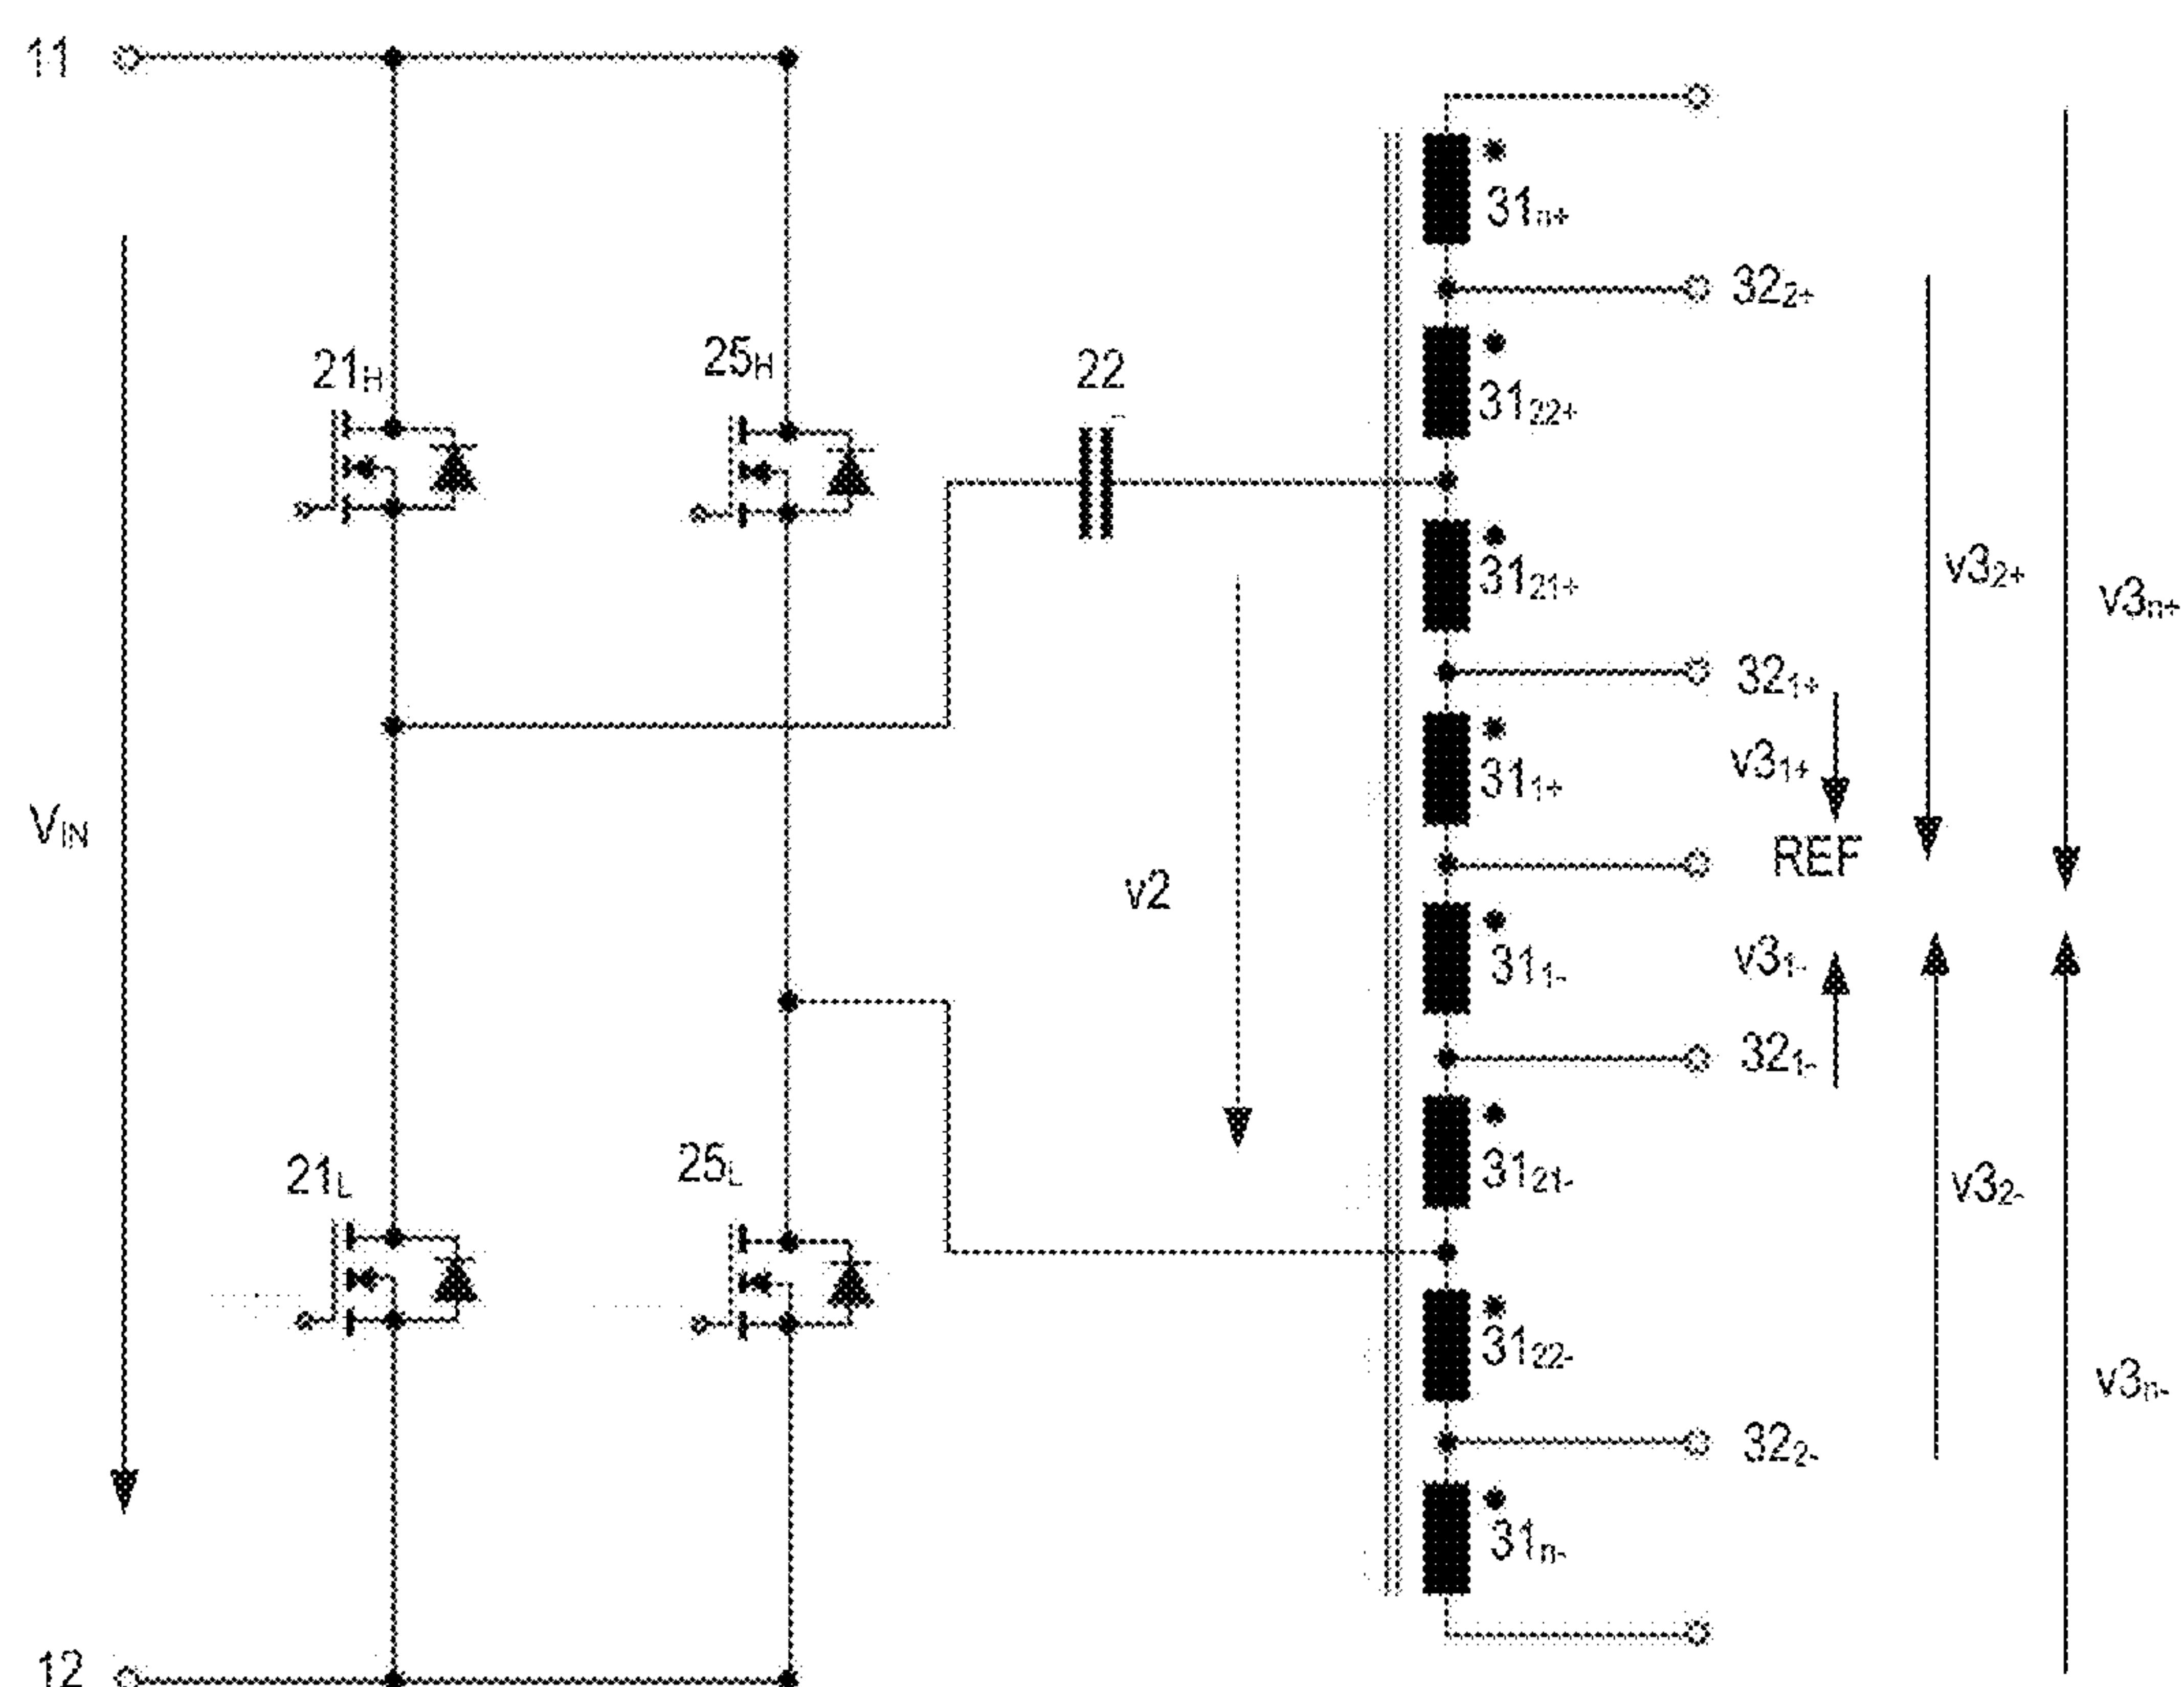 11
31n+
322+
21H
25H
22
3122+
3121+
v32+
v3n+
321+
v31+
311+
VIN
REF
v2
311-
v31-
321-
21L
25L
3121-
v32-
3122-
v3n-
322-
31n-
12